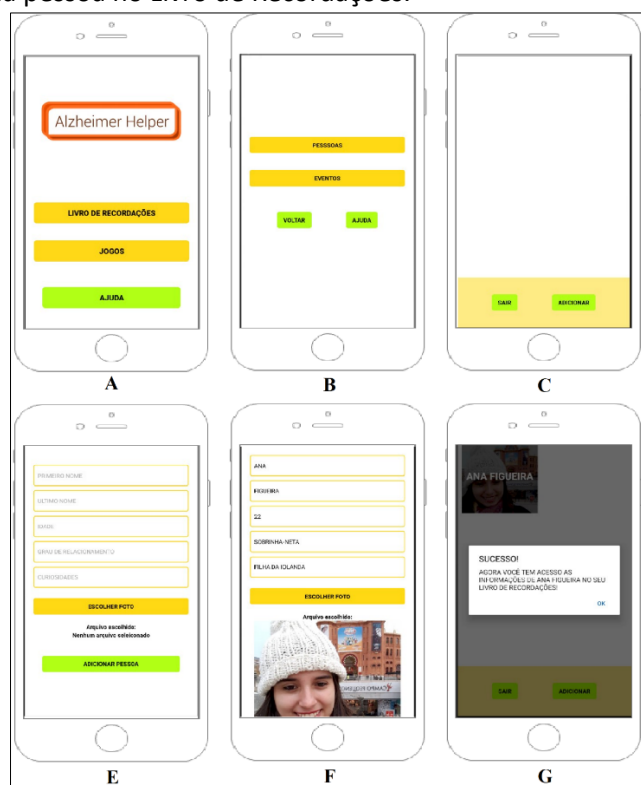 pessoa no Livro de Recordações.
Alzheimer Helper
LIVRO DE RECORDAÇÕES
JOGOS
AJUDA
A
PESSSOAS
EVENTOS
VOLTAR AJUDA
B
SAIR ADICIONAR
C
PRIMEIRO NOME
ULTIMO NOME
IDADE
GRAU DE RELACIONAMENTO
CURIOSIDADES
ESCOLHER FOTO
Arquivo escolhido:
Nenhum arquivo selecionado
ADICIONAR PESSOA
E
ANA
FIGUEIRA
22
SOBRINHA-NETA
FILHA DA IOLANDA
ESCOLHER FOTO
Arquivo escolhido:
F
ANA FIGUEIRA
SUCESSO!
AGORA VOCÊ TEM ACESSO AS
INFORMAÇÕES DE ANA FIGUEIRA NO SEU
LIVRO DE RECORDAÇÕES!
OK
SAIR ADICIONAR
G